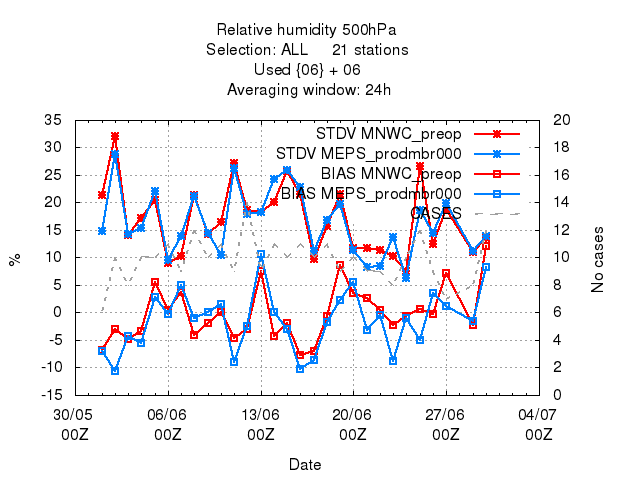 Relative humidity 500hPa
Selection: ALL 21 stations
Used {06} + 06
Averaging window: 24h
35 20
30 18
25 16
20 14
15 12
10 10
5 8
0 6
-5 4
-10 2
-15 0
%
No cases
STDV MNWC_preop
STDV MEPS_prodmbr000
BIAS MNWC_preop
BIAS MEPS_prodmbr000
CASES
30/05 06/06 13/06 20/06 27/06 04/07
00Z 00Z 00Z 00Z 00Z 00Z
Date